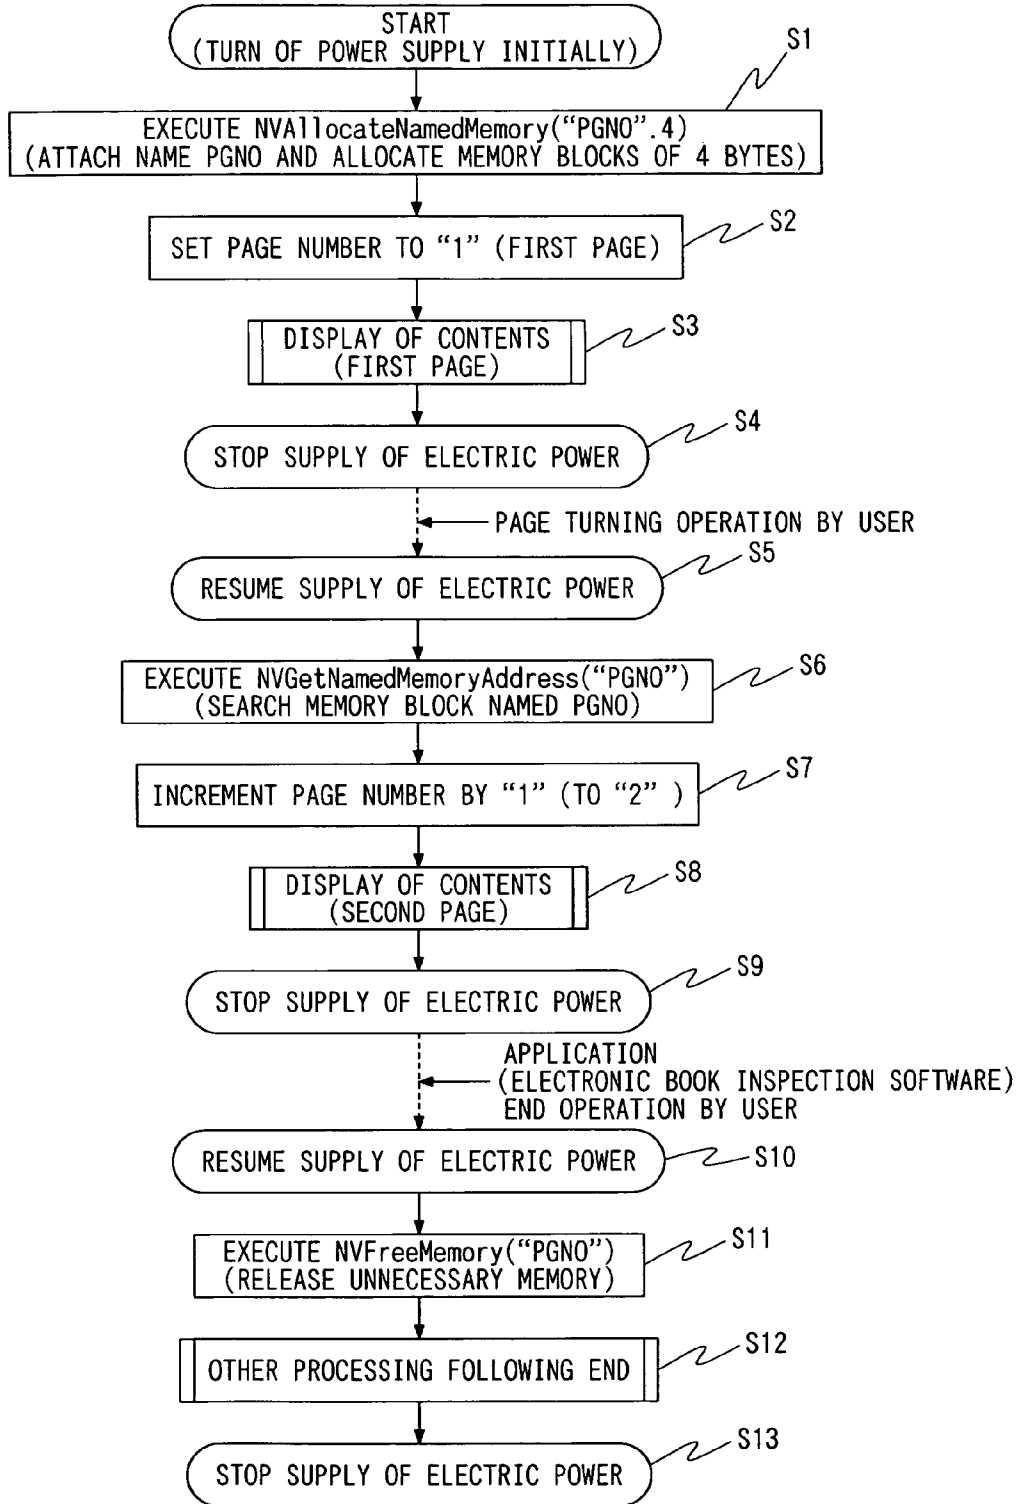 START
(TURN OF POWER SUPPLY INITIALLY)
S1
EXECUTE NVAllocateNamedMemory("PGNO".4)
(ATTACH NAME PGNO AND ALLOCATE MEMORY BLOCKS OF 4 BYTES)
S2
SET PAGE NUMBER TO "1" (FIRST PAGE)
S3
DISPLAY OF CONTENTS
(FIRST PAGE)
S4
STOP SUPPLY OF ELECTRIC POWER
PAGE TURNING OPERATION BY USER
S5
RESUME SUPPLY OF ELECTRIC POWER
S6
EXECUTE NVGetNamedMemoryAddress("PGNO")
(SEARCH MEMORY BLOCK NAMED PGNO)
S7
INCREMENT PAGE NUMBER BY "1" (TO "2" )
S8
DISPLAY OF CONTENTS
(SECOND PAGE)
S9
STOP SUPPLY OF ELECTRIC POWER
APPLICATION
(ELECTRONIC BOOK INSPECTION SOFTWARE)
END OPERATION BY USER
S10
RESUME SUPPLY OF ELECTRIC POWER
S11
EXECUTE NVFreeMemory("PGNO")
(RELEASE UNNECESSARY MEMORY)
S12
OTHER PROCESSING FOLLOWING END
S13
STOP SUPPLY OF ELECTRIC POWER